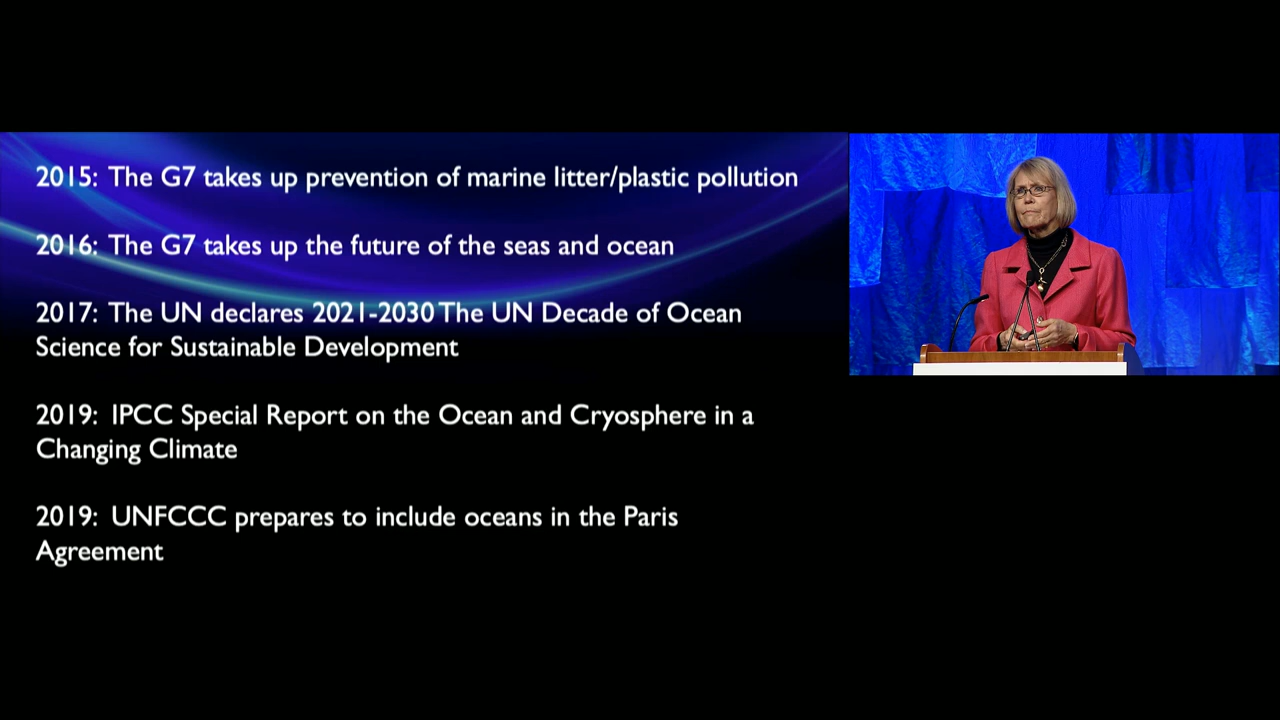 2015: The G7 takes up prevention of marine litter/plastic pollution
2016: The G7 takes up the future of the seas and ocean
2017: The UN declares 2021-2030 The UN Decade of Ocean
Science for Sustainable Development
2019: IPCC Special Report on the Ocean and Cryosphere in a
Changing Climate
2019: UNFCCC prepares to include oceans in the Paris
Agreement